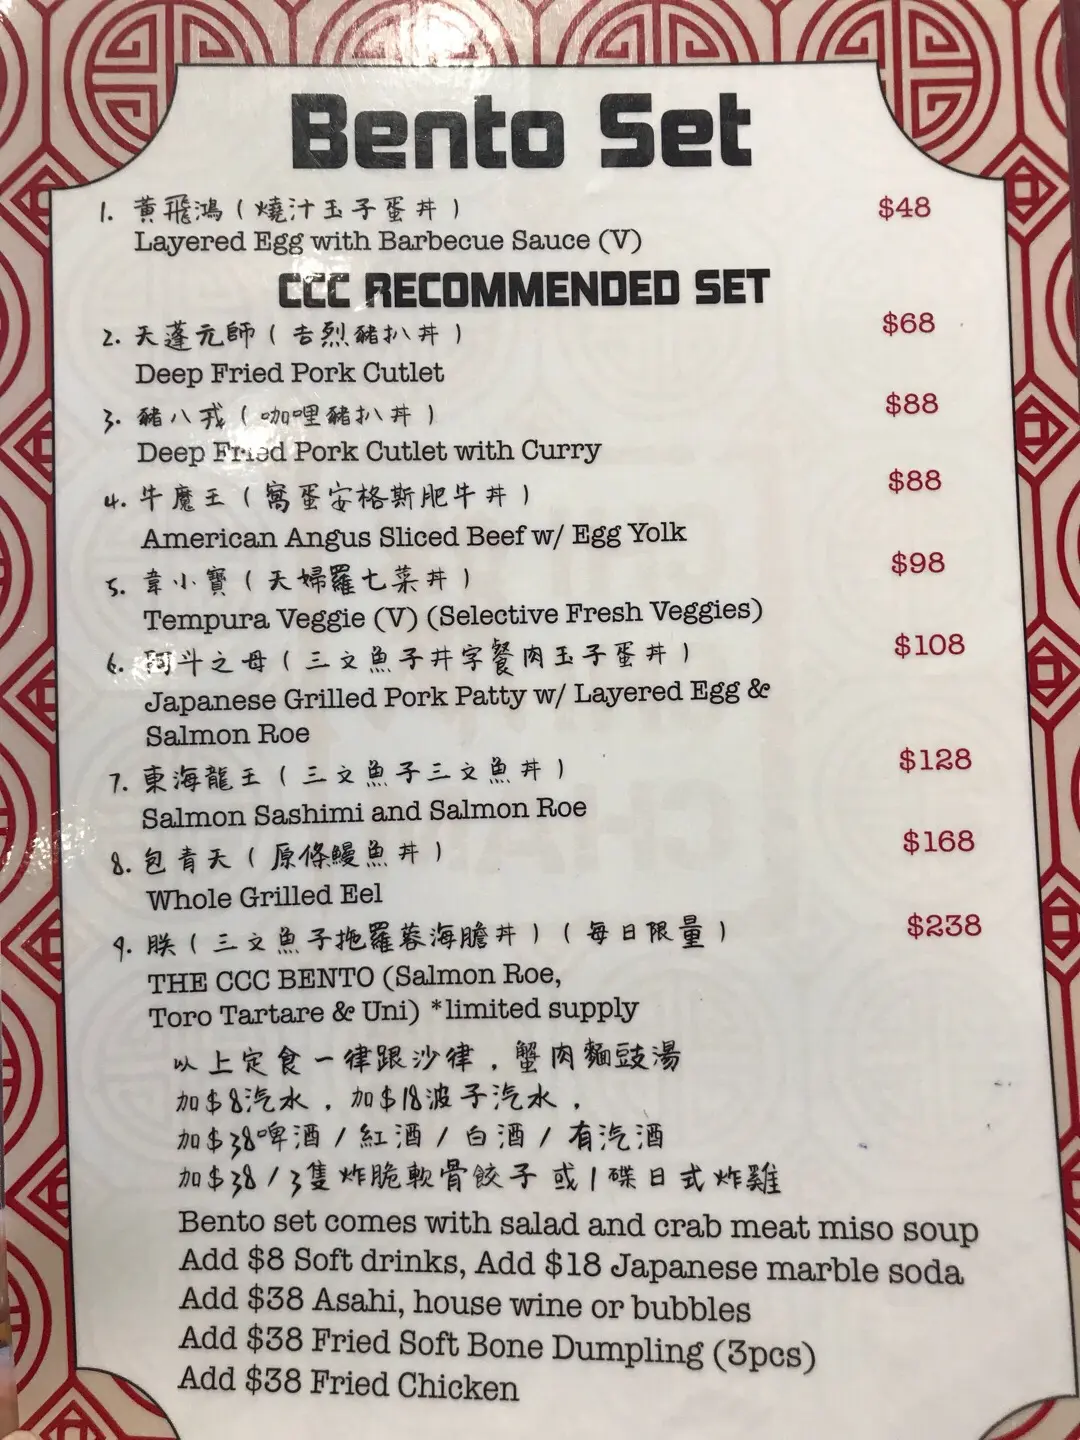 Bento Set
1. 黃飛鴻 ( 燒汁玉子蛋丼 ) $48
Layered Egg with Barbecue Sauce (V)
CCC RECOMMENDED SET
2. 天蓬元師 ( 吉烈豬扒丼 ) $68
Deep Fried Pork Cutlet
3. 豬八戒 ( 咖哩豬扒丼 ) $88
Deep Fried Pork Cutlet with Curry
4. 牛魔王 ( 窩蛋安格斯肥牛丼 ) $88
American Angus Sliced Beef w/ Egg Yolk
5. 韋小寶 ( 天婦羅七菜丼 ) $98
Tempura Veggie (V) (Selective Fresh Veggies)
6. 阿斗之母 ( 三文魚子丼字餐肉玉子蛋丼 ) $108
Japanese Grilled Pork Patty w/ Layered Egg &
Salmon Roe
7. 東海龍王 ( 三文魚子三文魚丼 ) $128
Salmon Sashimi and Salmon Roe
8. 包青天 ( 原條鰻魚丼 ) $168
Whole Grilled Eel
9. 朕 ( 三文魚子拖羅蓉海膽丼 ) ( 每日限量 ) $238
THE CCC BENTO (Salmon Roe,
Toro Tartare & Uni) *limited supply
以上定食一律跟沙律，蟹肉麵豉湯
加$8汽水，加$18波子汽水，
加$38啤酒 / 紅酒 / 白酒 / 有汽酒
加$38 / 3隻炸脆軟骨餃子 或1碟日式炸雞
Bento set comes with salad and crab meat miso soup
Add $8 Soft drinks, Add $18 Japanese marble soda
Add $38 Asahi, house wine or bubbles
Add $38 Fried Soft Bone Dumpling (3pcs)
Add $38 Fried Chicken